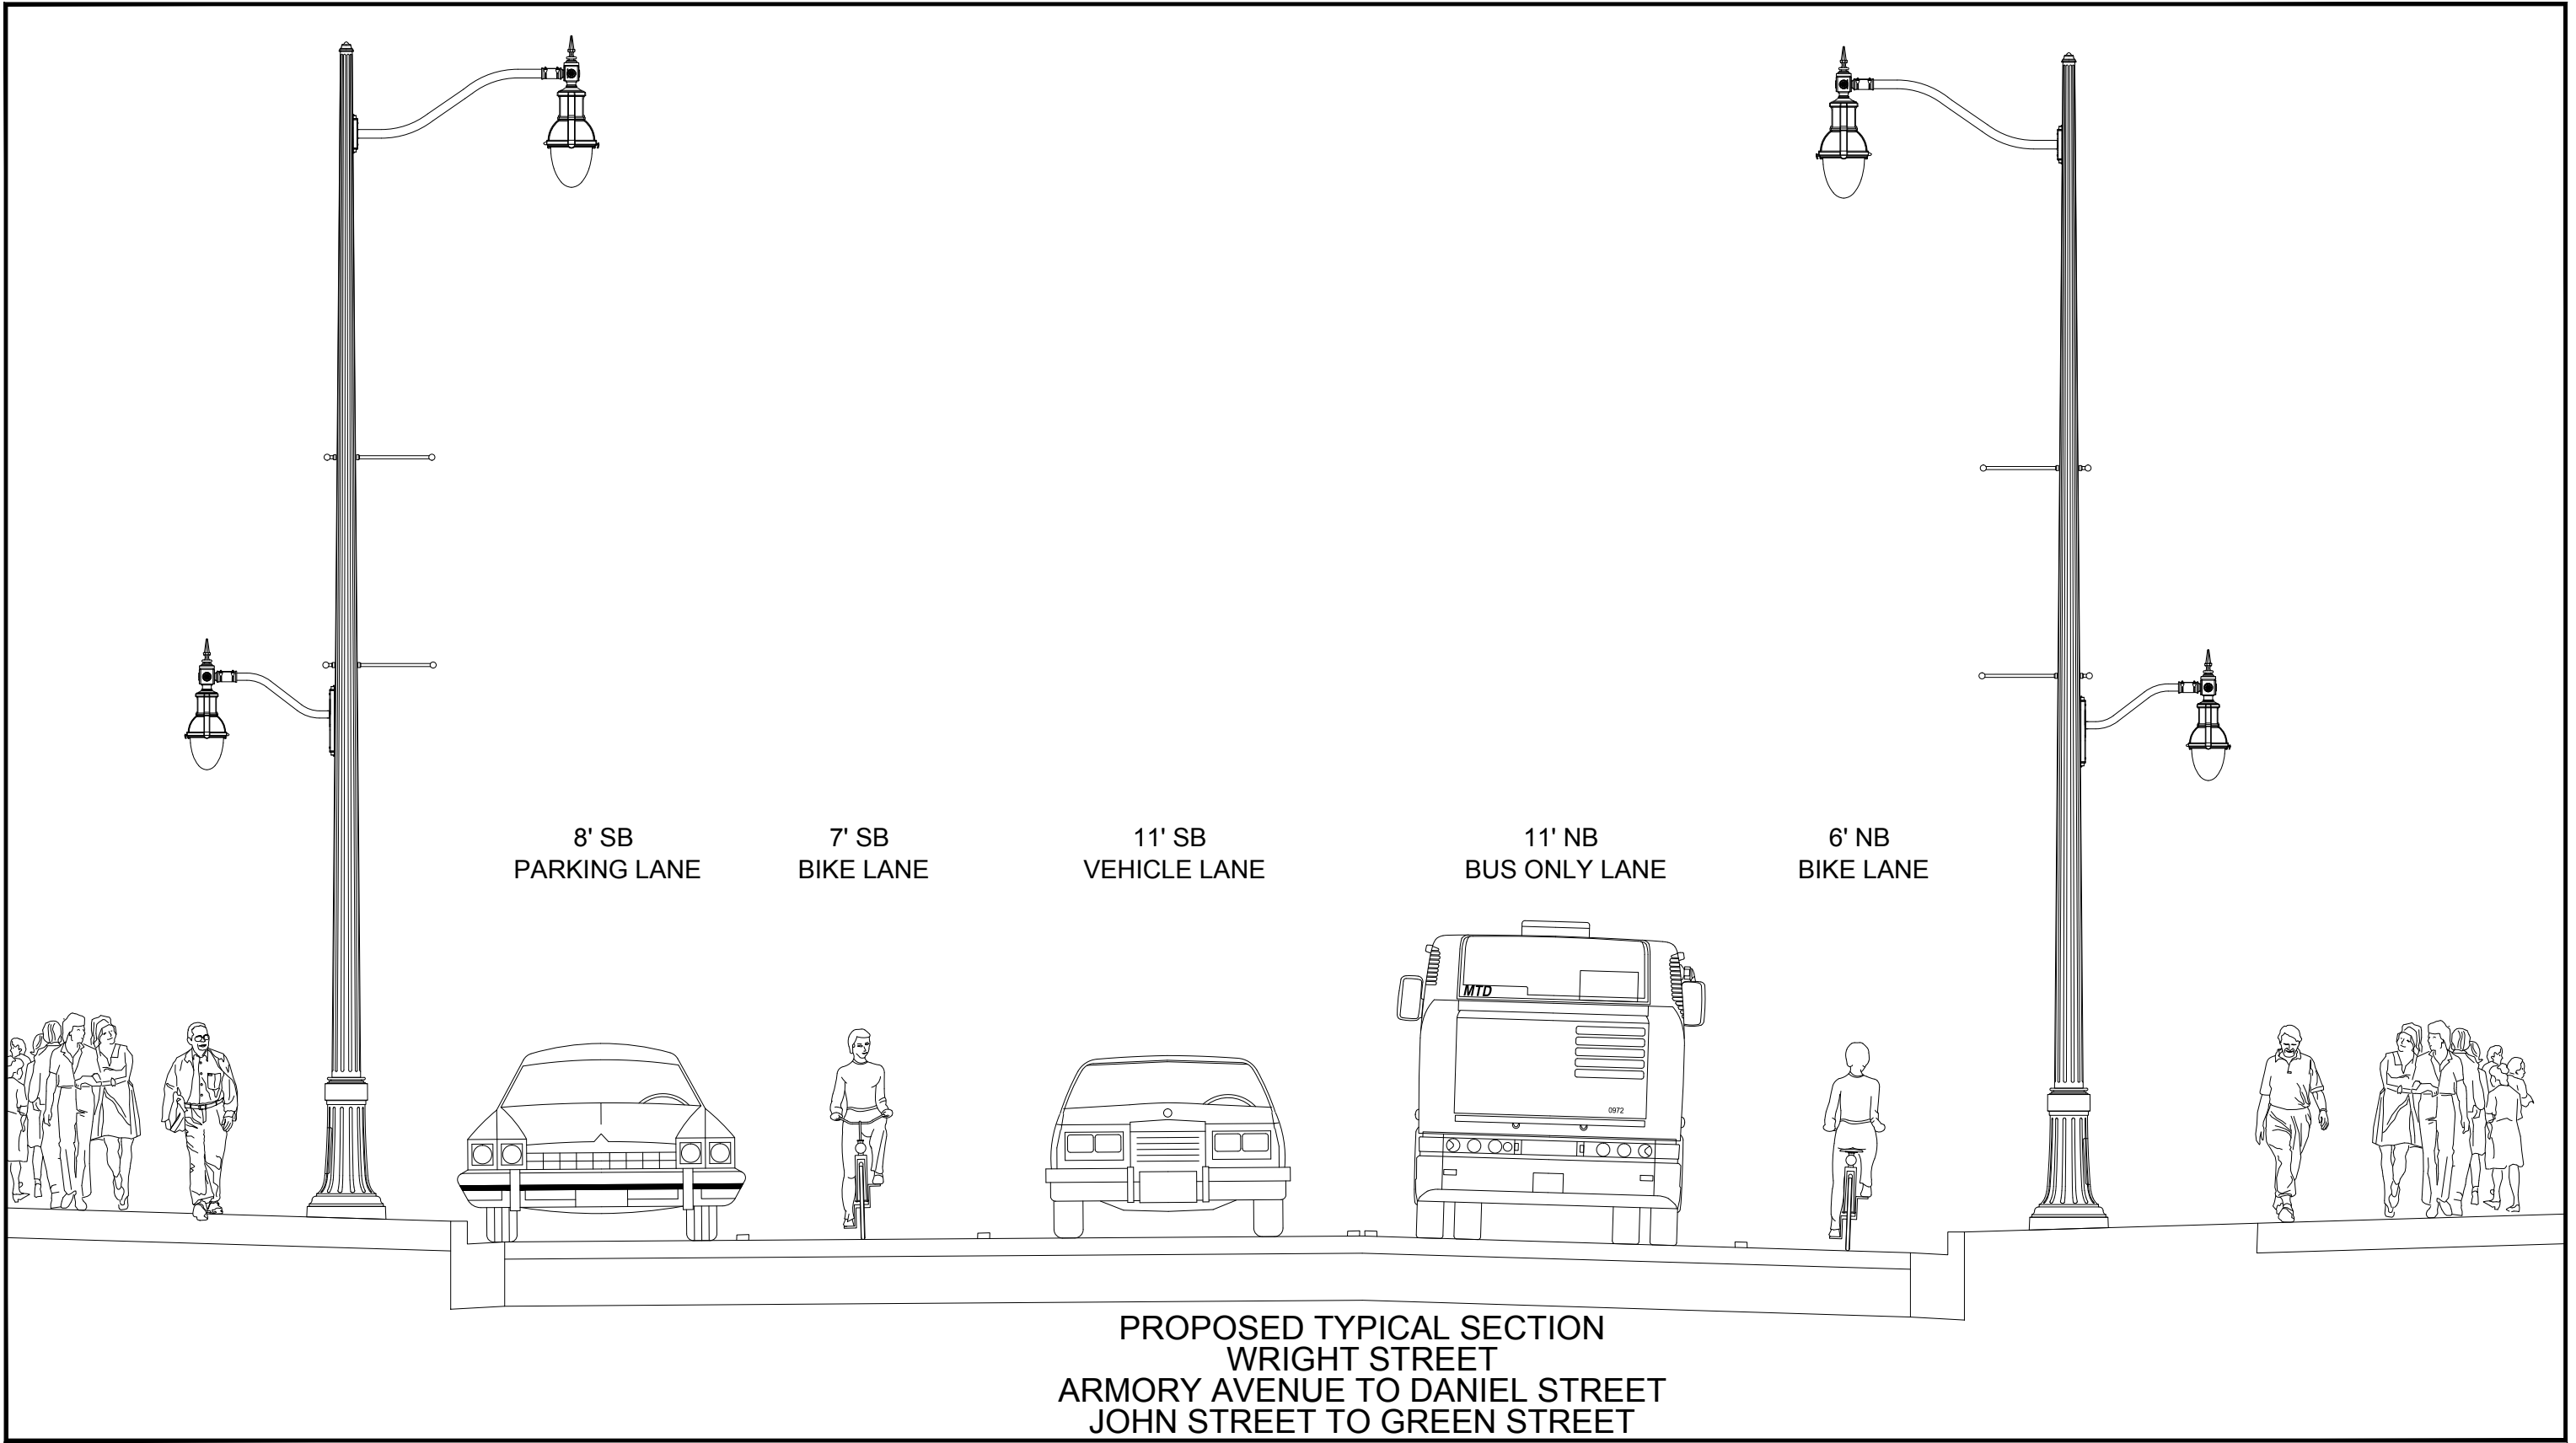 8' SB
PARKING LANE
7' SB
BIKE LANE
11' SB
VEHICLE LANE
11' NB
BUS ONLY LANE
6' NB
BIKE LANE
MTD
0972
PROPOSED TYPICAL SECTION
WRIGHT STREET
ARMORY AVENUE TO DANIEL STREET
JOHN STREET TO GREEN STREET